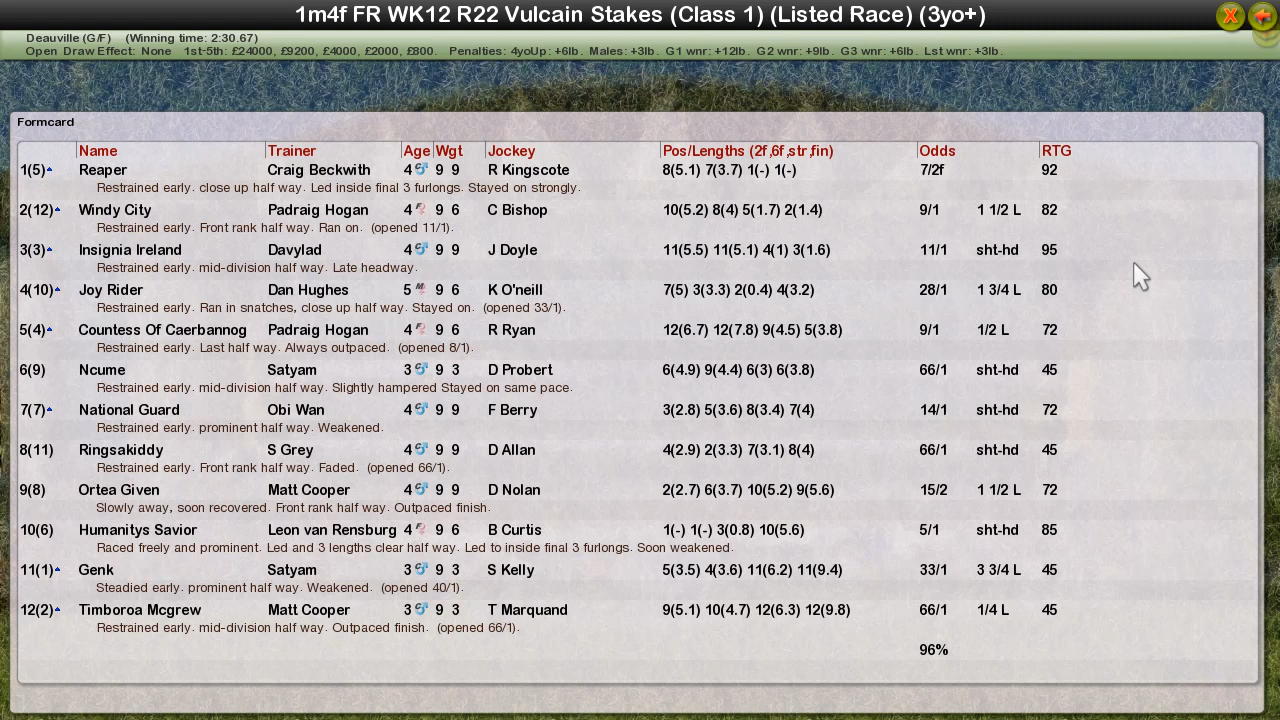 1m4f FR WK12 R22 Vulcain Stakes (Class 1) (Listed Race) (3yo+)
Deauville (G/F) (Winning time: 2:30.67)
Open Draw Effect: None 1st-5th: £24000, £9200, £4000, £2000, £800. Penalties: 4yoUp: +6lb. Males: +3lb. G1 wnr: +12lb. G2 wnr: +9lb. G3 wnr: +6lb. Lst wnr: +3lb.
Formcard
Name Trainer Age Wgt Jockey Pos/Lengths (2f,6f,str,fin) Odds RTG
1(5) Reaper Craig Beckwith 4 9 9 R Kingscote 8(5.1) 7(3.7) 1(-) 1(-) 7/2f 92
Restrained early. close up half way. Led inside final 3 furlongs. Stayed on strongly.
2(12) Windy City Padraig Hogan 4 9 6 C Bishop 10(5.2) 8(4) 5(1.7) 2(1.4) 9/1 1 1/2 L 82
Restrained early. Front rank half way. Ran on. (opened 11/1).
3(3) Insignia Ireland Davylad 4 9 9 J Doyle 11(5.5) 11(5.1) 4(1) 3(1.6) 11/1 sht-hd 95
Restrained early. mid-division half way. Late headway.
4(10) Joy Rider Dan Hughes 5 9 6 K O'neill 7(5) 3(3.3) 2(0.4) 4(3.2) 28/1 1 3/4 L 80
Restrained early. Ran in snatches, close up half way. Stayed on. (opened 33/1).
5(4) Countess Of Caerbannog Padraig Hogan 4 9 6 R Ryan 12(6.7) 12(7.8) 9(4.5) 5(3.8) 9/1 1/2 L 72
Restrained early. Last half way. Always outpaced. (opened 8/1).
6(9) Ncume Satyam 3 9 3 D Probert 6(4.9) 9(4.4) 6(3) 6(3.8) 66/1 sht-hd 45
Restrained early. mid-division half way. Slightly hampered Stayed on same pace.
7(7) National Guard Obi Wan 4 9 9 F Berry 3(2.8) 5(3.6) 8(3.4) 7(4) 14/1 sht-hd 72
Restrained early. prominent half way. Weakened.
8(11) Ringsakiddy S Grey 4 9 9 D Allan 4(2.9) 2(3.3) 7(3.1) 8(4) 66/1 sht-hd 45
Restrained early. Front rank half way. Faded. (opened 66/1).
9(8) Ortea Given Matt Cooper 4 9 9 D Nolan 2(2.7) 6(3.7) 10(5.2) 9(5.6) 15/2 1 1/2 L 72
Slowly away, soon recovered. Front rank half way. Outpaced finish.
10(6) Humanitys Savior Leon van Rensburg 4 9 6 B Curtis 1(-) 1(-) 3(0.8) 10(5.6) 5/1 sht-hd 85
Raced freely and prominent. Led and 3 lengths clear half way. Led to inside final 3 furlongs. Soon weakened.
11(1) Genk Satyam 3 9 3 S Kelly 5(3.5) 4(3.6) 11(6.2) 11(9.4) 33/1 3 3/4 L 45
Steadied early. prominent half way. Weakened. (opened 40/1).
12(2) Timboroa Mcgrew Matt Cooper 3 9 3 T Marquand 9(5.1) 10(4.7) 12(6.3) 12(9.8) 66/1 1/4 L 45
Restrained early. mid-division half way. Outpaced finish. (opened 66/1).
96%